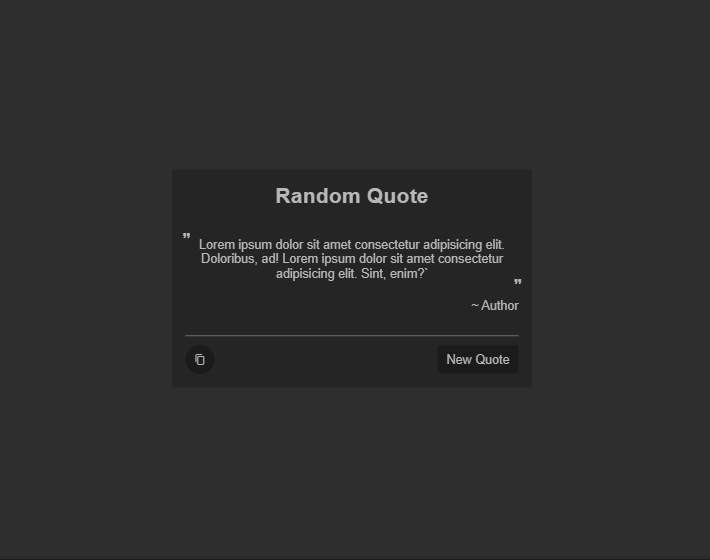 Random Quote
❞ Lorem ipsum dolor sit amet consectetur adipisicing elit.
Doloribus, ad! Lorem ipsum dolor sit amet consectetur
adipisicing elit. Sint, enim?` ❞
~ Author
New Quote